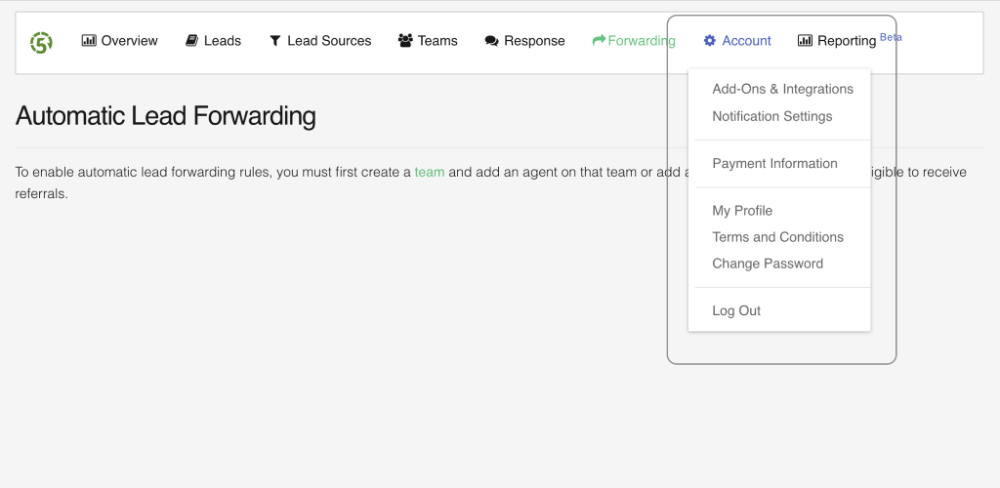 5 Overview Leads Lead Sources Teams Response Forwarding Account Reporting Beta
Add-Ons & Integrations
Notification Settings
Payment Information
My Profile
Terms and Conditions
Change Password
Log Out
Automatic Lead Forwarding
To enable automatic lead forwarding rules, you must first create a team and add an agent on that team or add to receive
referrals.